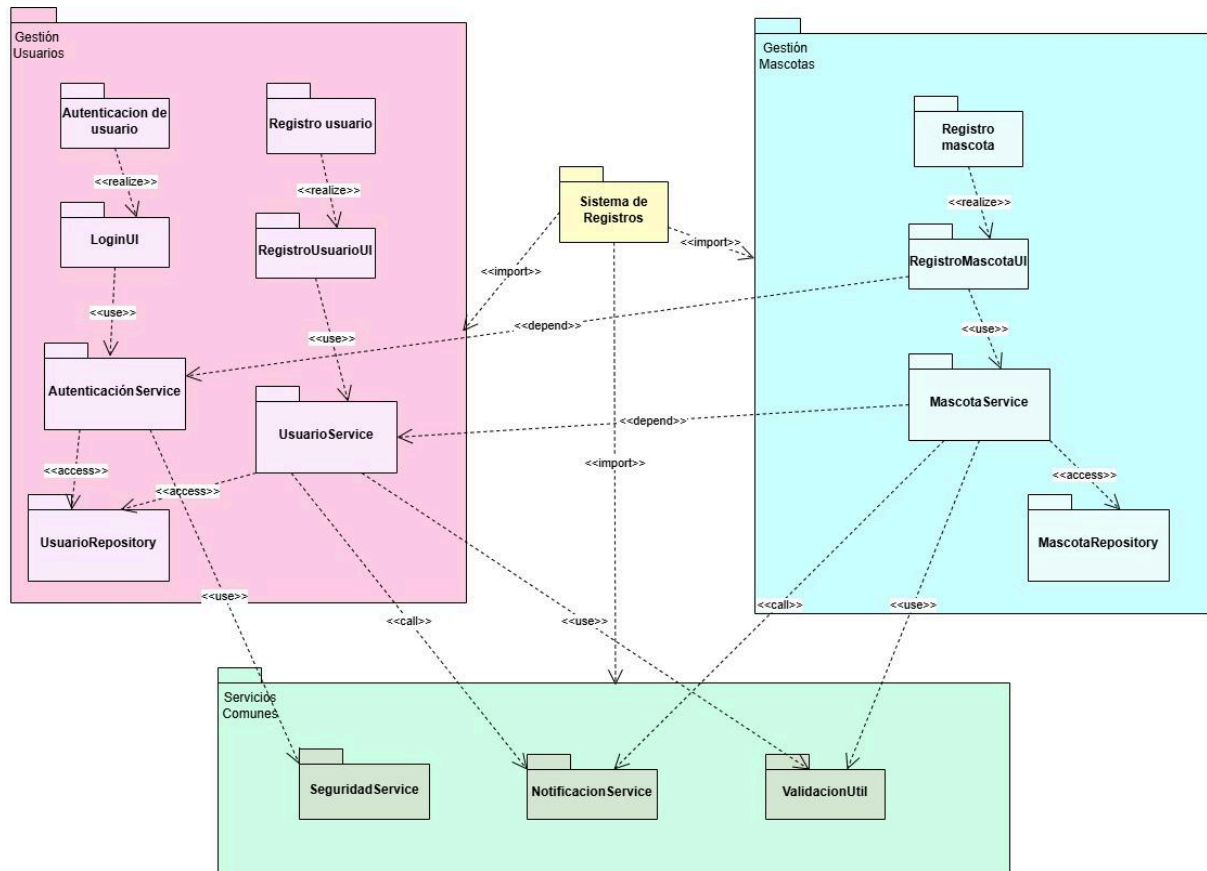 Gestión
Usuarios
Autenticacion de
usuario
Registro usuario
<<realize>>
<<realize>>
LoginUI
RegistroUsuarioUI
<<use>>
<<use>>
AutenticaciónService
UsuarioService
<<access>>
<<access>>
UsuarioRepository
<<use>>
<<call>>
<<use>>
Sistema de
Registros
<<import>>
<<import>>
<<import>>
<<depend>>
<<depend>>
Gestión
Mascotas
Registro
mascota
<<realize>>
RegistroMascotaUI
<<use>>
MascotaService
<<access>>
MascotaRepository
<<call>>
<<use>>
Servicios
Comunes
SeguridadService
NotificacionService
ValidacionUtil